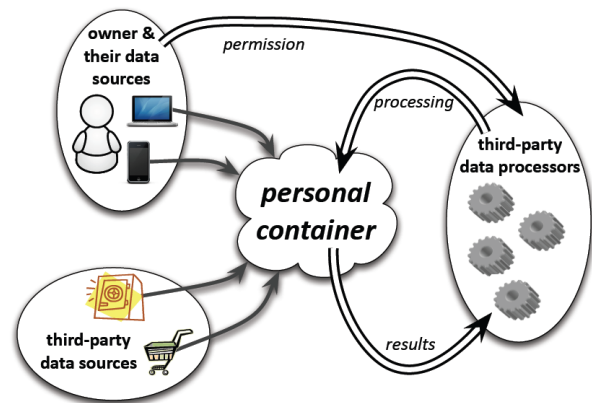 owner &
their data
sources
permission
processing
third-party
data processors
personal
container
third-party
data sources
results